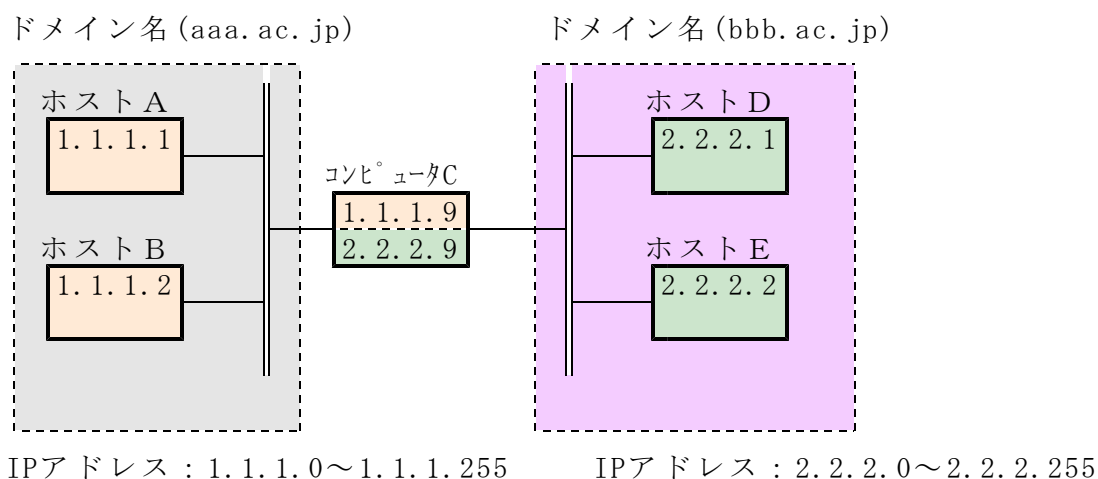 ドメイン名(aaa.ac.jp)
ドメイン名(bbb.ac.jp)
ホストA
1.1.1.1
ホストD
2.2.2.1
コンピュータC
1.1.1.9
2.2.2.9
ホストB
1.1.1.2
ホストE
2.2.2.2
IPアドレス：1.1.1.0～1.1.1.255
IPアドレス：2.2.2.0～2.2.2.255